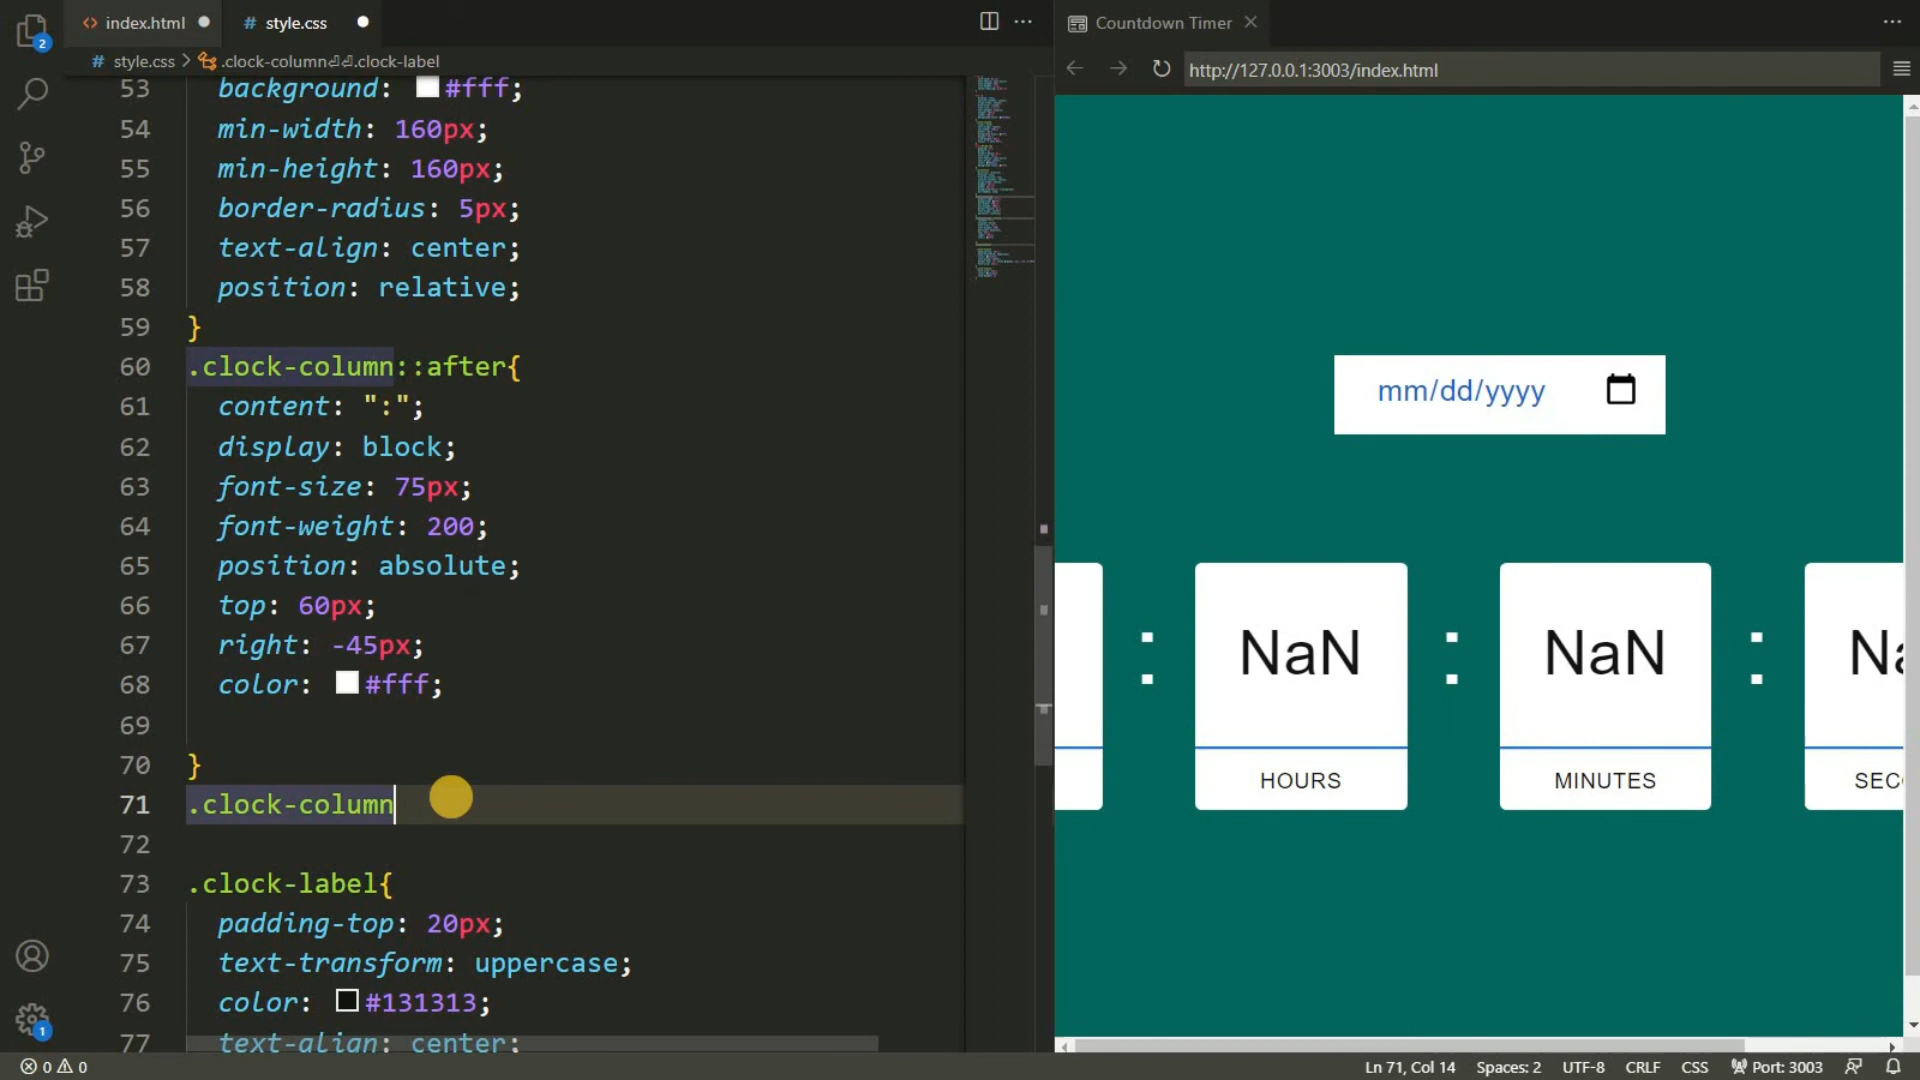 index.html
# style.css
Countdown Timer
# style.css > .clock-column⏎⏎.clock-label
http://127.0.0.1:3003/index.html
2
53 background: #fff;
54 min-width: 160px;
55 min-height: 160px;
56 border-radius: 5px;
57 text-align: center;
58 position: relative;
59 }
60 .clock-column::after{
61 content: ":";
62 display: block;
63 font-size: 75px;
64 font-weight: 200;
65 position: absolute;
66 top: 60px;
67 right: -45px;
68 color: #fff;
69
70 }
71 .clock-column
72
73 .clock-label{
74 padding-top: 20px;
75 text-transform: uppercase;
76 color: #131313;
77 text-align: center;
1
mm/dd/yyyy
: NaN : NaN : Na
HOURS MINUTES SEC
0 0
Ln 71, Col 14 Spaces: 2 UTF-8 CRLF CSS Port: 3003